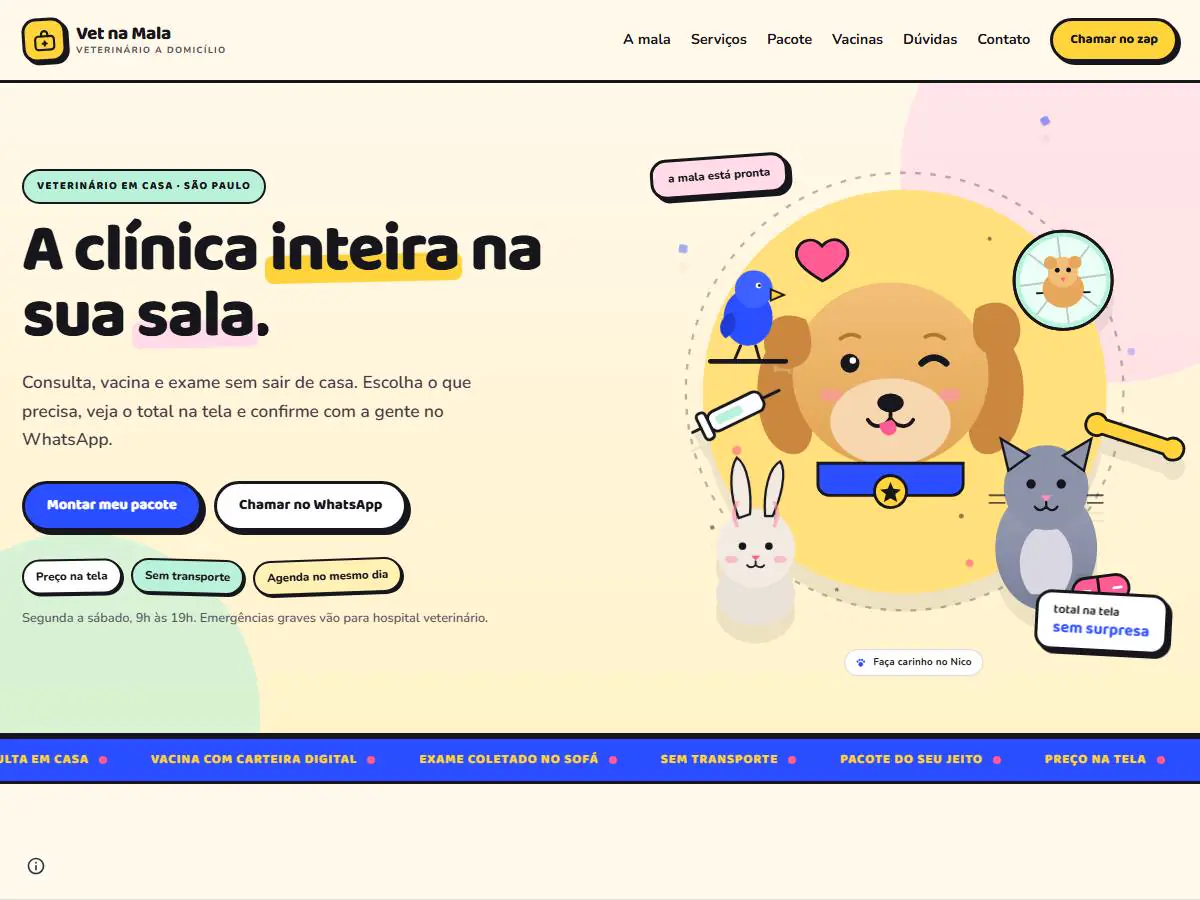 Vet na Mala
VETERINÁRIO A DOMICÍLIO
A mala
Serviços
Pacote
Vacinas
Dúvidas
Contato
Chamar no zap
VETERINÁRIO EM CASA · SÃO PAULO
A clínica inteira na
sua sala.
Consulta, vacina e exame sem sair de casa. Escolha o que
precisa, veja o total na tela e confirme com a gente no
WhatsApp.
Montar meu pacote
Chamar no WhatsApp
Preço na tela
Sem transporte
Agenda no mesmo dia
Segunda a sábado, 9h às 19h. Emergências graves vão para hospital veterinário.
a mala está pronta
total na tela
sem surpresa
Faça carinho no Nico
ULTA EM CASA
VACINA COM CARTEIRA DIGITAL
EXAME COLETADO NO SOFÁ
SEM TRANSPORTE
PACOTE DO SEU JEITO
PREÇO NA TELA